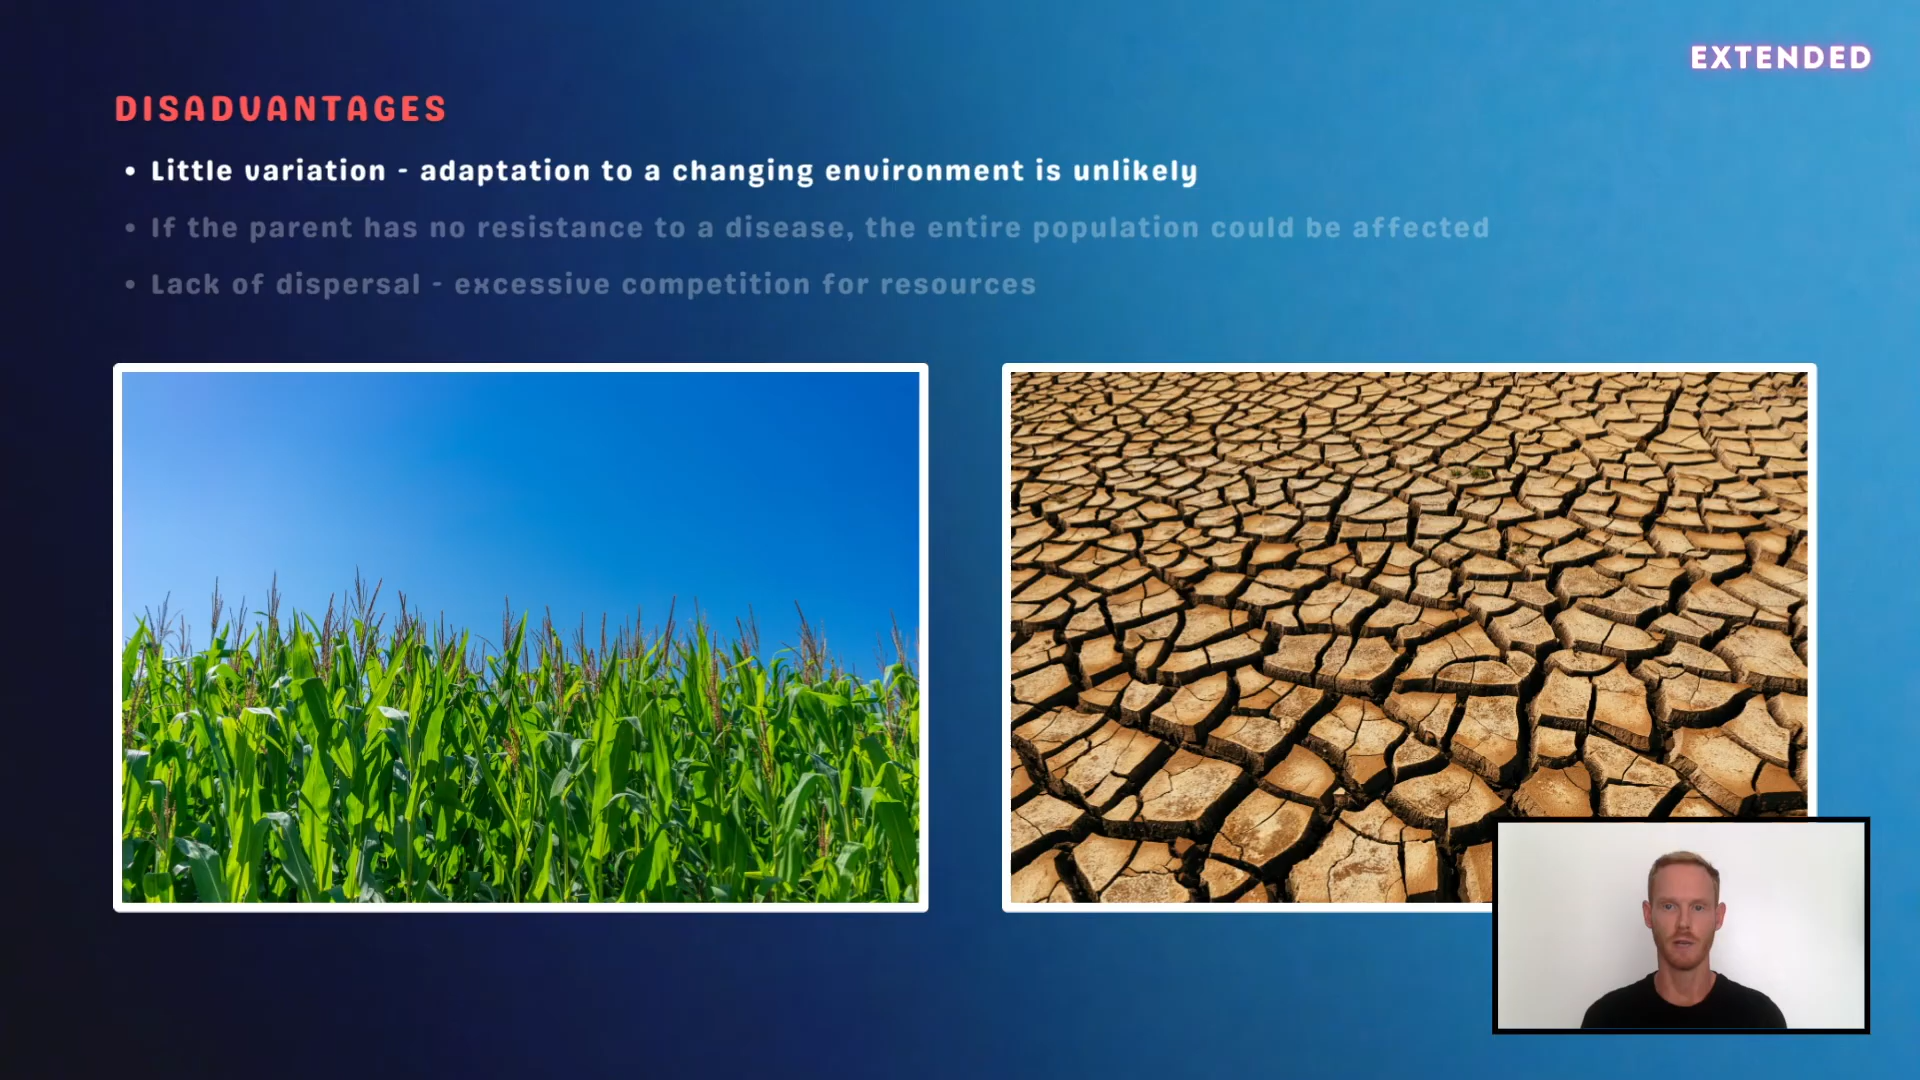 EXTENDED
DISADVANTAGES
• Little variation - adaptation to a changing environment is unlikely
• If the parent has no resistance to a disease, the entire population could be affected
• Lack of dispersal - excessive competition for resources